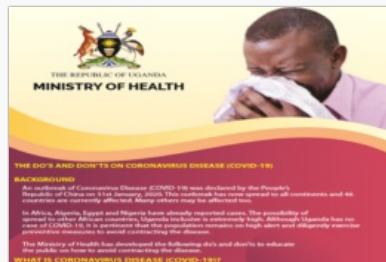 THE REPUBLIC OF UGANDA
MINISTRY OF HEALTH
THE DO'S AND DON'TS ON CORONAVIRUS DISEASE (COVID-19)
BACKGROUND
An outbreak of Coronavirus Disease (COVID-19) was declared by the People's
Republic of China on 31st January, 2020. This outbreak has now spread to all continents and 46
countries are currently affected. Many others may be affected too.
In Africa, Algeria, Egypt and Nigeria have already reported cases. The possibility of
spread to other African countries, Uganda inclusive is extremely high. Although Uganda has no
case of COVID-19, it is pertinent that the population remains on high alert and diligently exercise
preventive measures to avoid contracting the disease.
The Ministry of Health has developed the following do's and don'ts to educate
the public on how to avoid contracting the disease.
WHAT IS CORONAVIRUS DISEASE (COVID-19)?